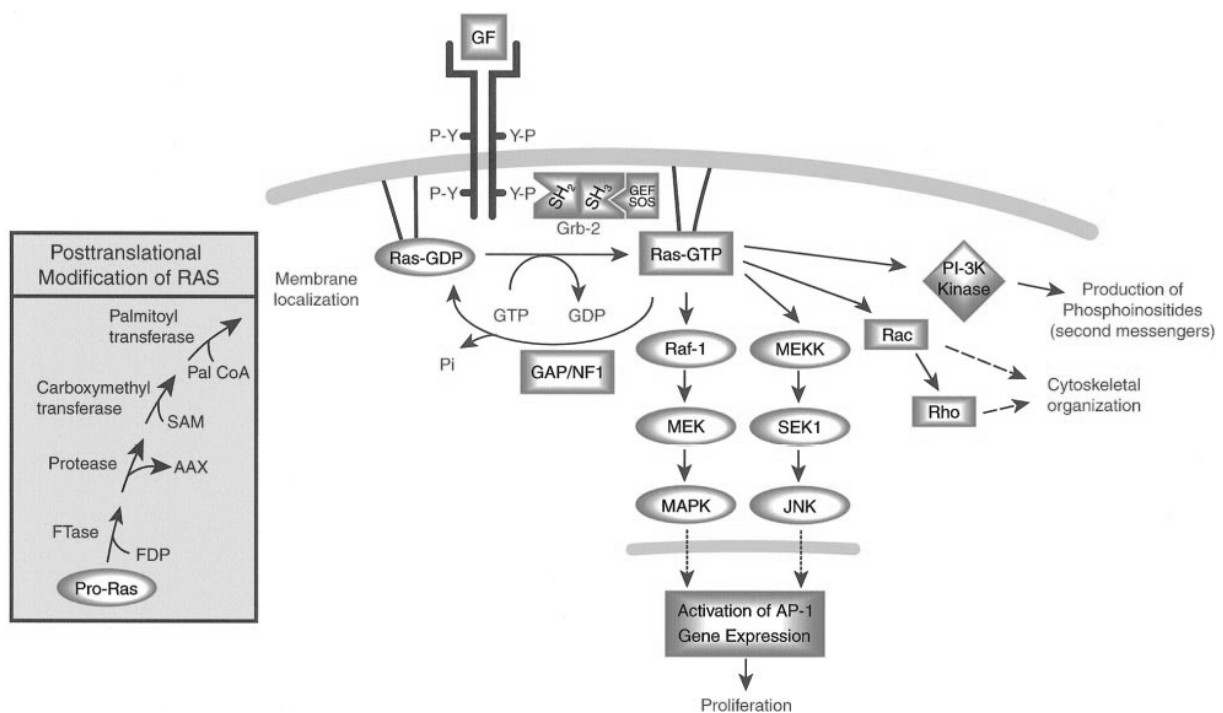 GF
P-Y
Y-P
P-Y
Y-P
SH2
SH3
GEF
SOS
Grb-2
Posttranslational
Modification of RAS
Palmitoyl
transferase
Pal CoA
Carboxymethyl
transferase
SAM
Protease
AAX
FTase
FDP
Pro-Ras
Membrane
localization
Ras-GDP
Ras-GTP
GTP
GDP
Pi
GAP/NF1
PI-3K
Kinase
Production of
Phosphoinositides
(second messengers)
Raf-1
MEKK
Rac
Rho
Cytoskeletal
organization
MEK
SEK1
MAPK
JNK
Activation of AP-1
Gene Expression
Proliferation